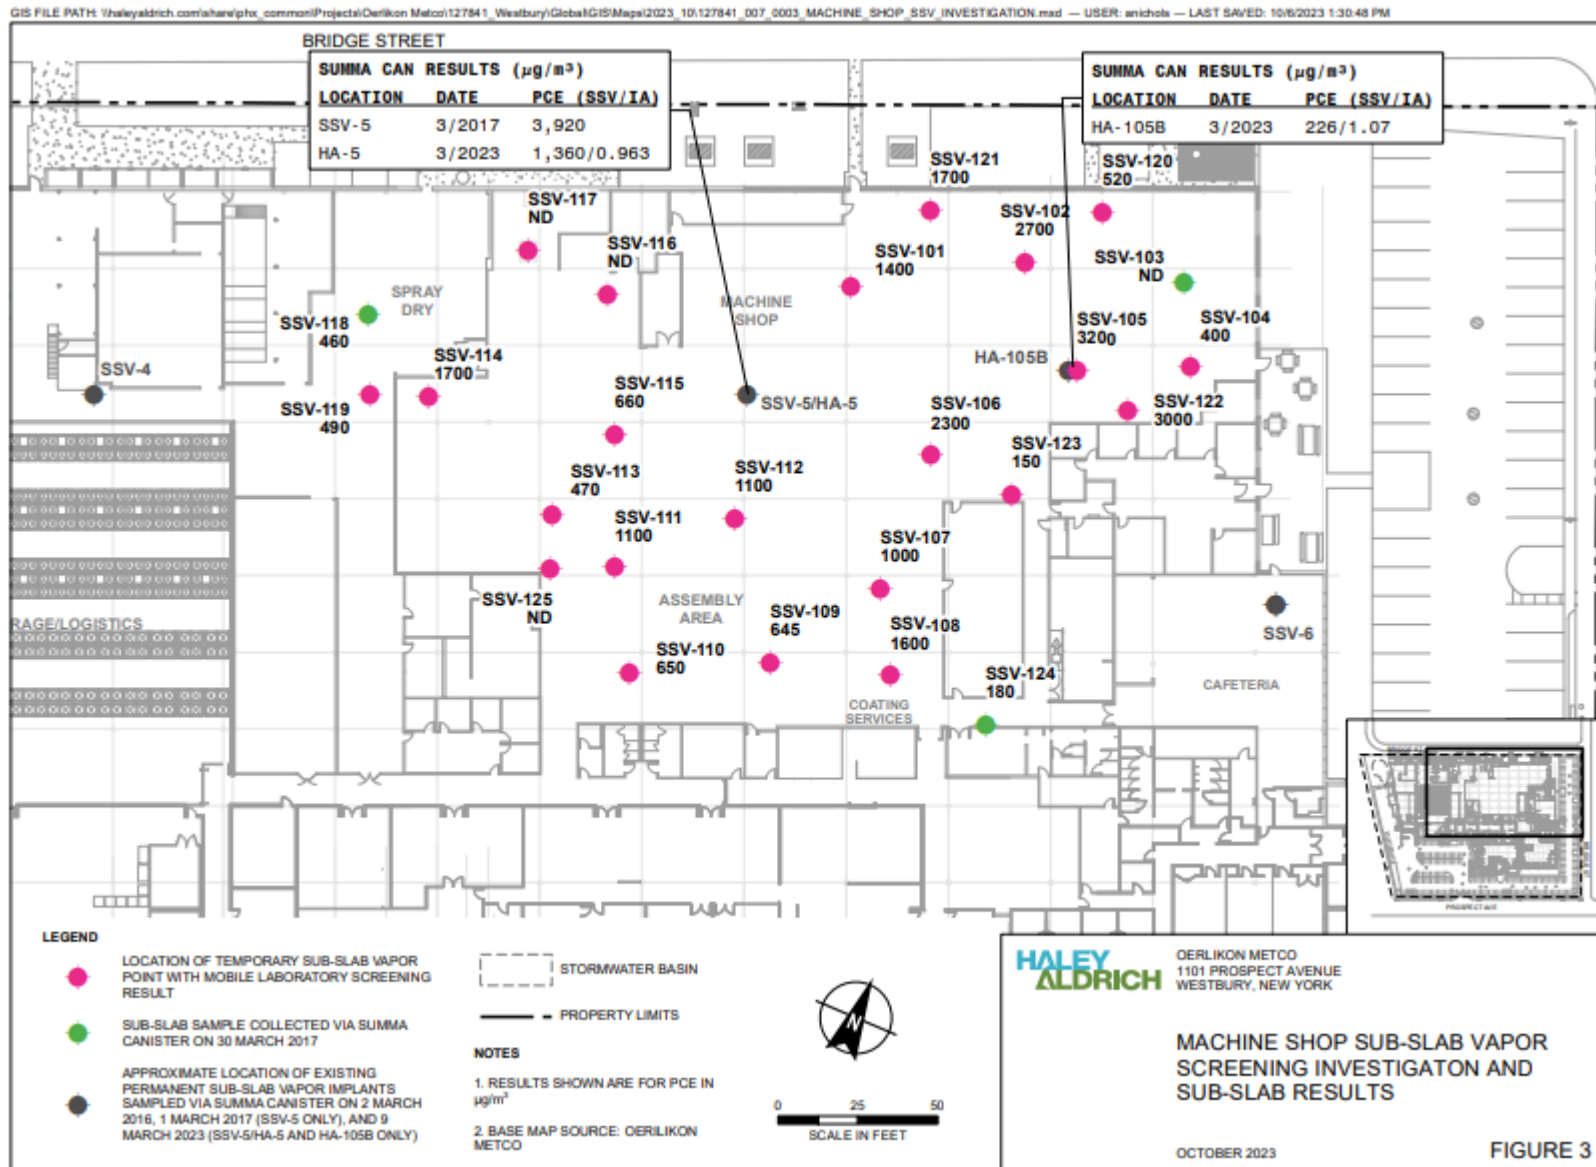 GIS FILE PATH: \\haleyaldrich.com\share\phx_common\Projects\Oerlikon Metco\127841_Westbury\Global\GIS\Maps\2023_10\127841_007_0003_MACHINE_SHOP_SSV_INVESTIGATION.mxd — USER: anichols — LAST SAVED: 10/6/2023 1:30:48 PM
BRIDGE STREET
SUMMA CAN RESULTS (µg/m³)
LOCATION DATE PCE (SSV/IA)
SSV-5 3/2017 3,920
HA-5 3/2023 1,360/0.963
SUMMA CAN RESULTS (µg/m³)
LOCATION DATE PCE (SSV/IA)
HA-105B 3/2023 226/1.07
SSV-121
1700
SSV-120
520
SSV-117
ND
SSV-102
2700
SSV-116
ND
SSV-101
1400
SSV-103
ND
SPRAY
DRY
MACHINE
SHOP
SSV-118
460
SSV-105
3200
SSV-104
400
SSV-114
1700
HA-105B
SSV-4
SSV-115
660
SSV-5/HA-5
SSV-106
2300
SSV-122
3000
SSV-119
490
SSV-123
150
SSV-113
470
SSV-112
1100
SSV-111
1100
SSV-107
1000
SSV-125
ND
ASSEMBLY
AREA
SSV-109
645
SSV-108
1600
RAGE/LOGISTICS
SSV-6
SSV-110
650
SSV-124
180
CAFETERIA
COATING
SERVICES
PROSPECT AVE
LEGEND
LOCATION OF TEMPORARY SUB-SLAB VAPOR
POINT WITH MOBILE LABORATORY SCREENING
RESULT
SUB-SLAB SAMPLE COLLECTED VIA SUMMA
CANISTER ON 30 MARCH 2017
APPROXIMATE LOCATION OF EXISTING
PERMANENT SUB-SLAB VAPOR IMPLANTS
SAMPLED VIA SUMMA CANISTER ON 2 MARCH
2016, 1 MARCH 2017 (SSV-5 ONLY), AND 9
MARCH 2023 (SSV-5/HA-5 AND HA-105B ONLY)
STORMWATER BASIN
PROPERTY LIMITS
NOTES
1. RESULTS SHOWN ARE FOR PCE IN
µg/m³
2. BASE MAP SOURCE: OERILIKON
METCO
N
0 25 50
SCALE IN FEET
HALEY
ALDRICH
OERLIKON METCO
1101 PROSPECT AVENUE
WESTBURY, NEW YORK
MACHINE SHOP SUB-SLAB VAPOR
SCREENING INVESTIGATON AND
SUB-SLAB RESULTS
OCTOBER 2023
FIGURE 3